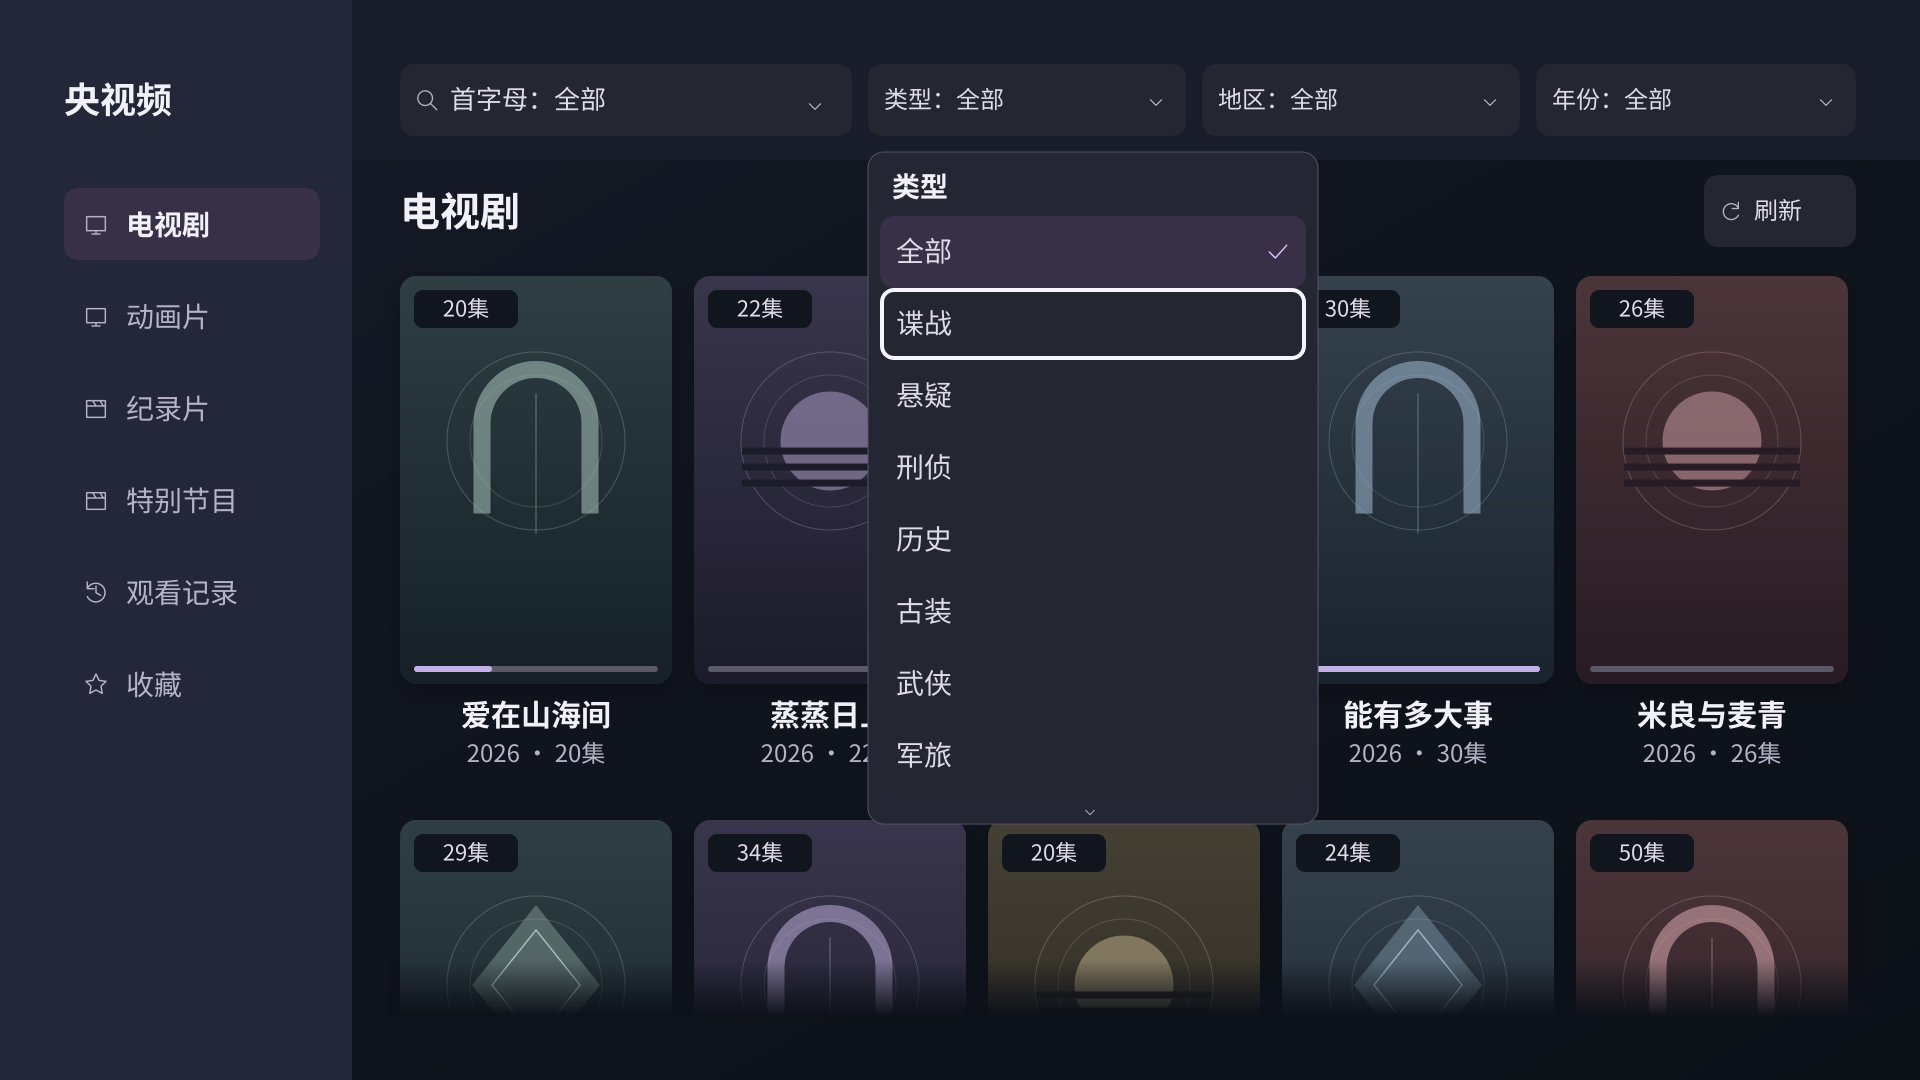 央视频
电视剧
动画片
纪录片
特别节目
观看记录
收藏
首字母：全部
类型：全部
地区：全部
年份：全部
电视剧
刷新
类型
全部
谍战
悬疑
刑侦
历史
古装
武侠
军旅
20集
22集
30集
26集
爱在山海间
蒸蒸日
能有多大事
米良与麦青
2026 • 20集
2026 • 22
2026 • 30集
2026 • 26集
29集
34集
20集
24集
50集